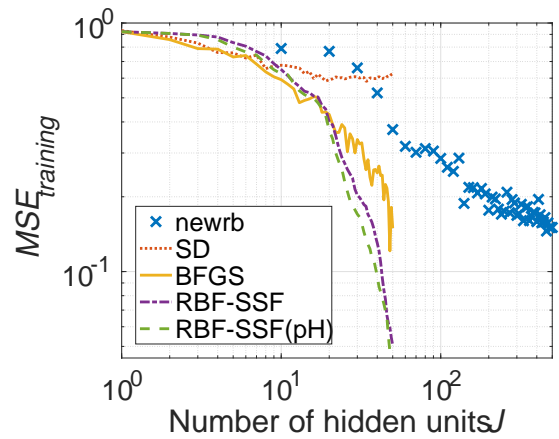 10^0
10^-1
MSE_training
newrb
SD
BFGS
RBF-SSF
RBF-SSF(pH)
10^0 10^1 10^2
Number of hidden units J